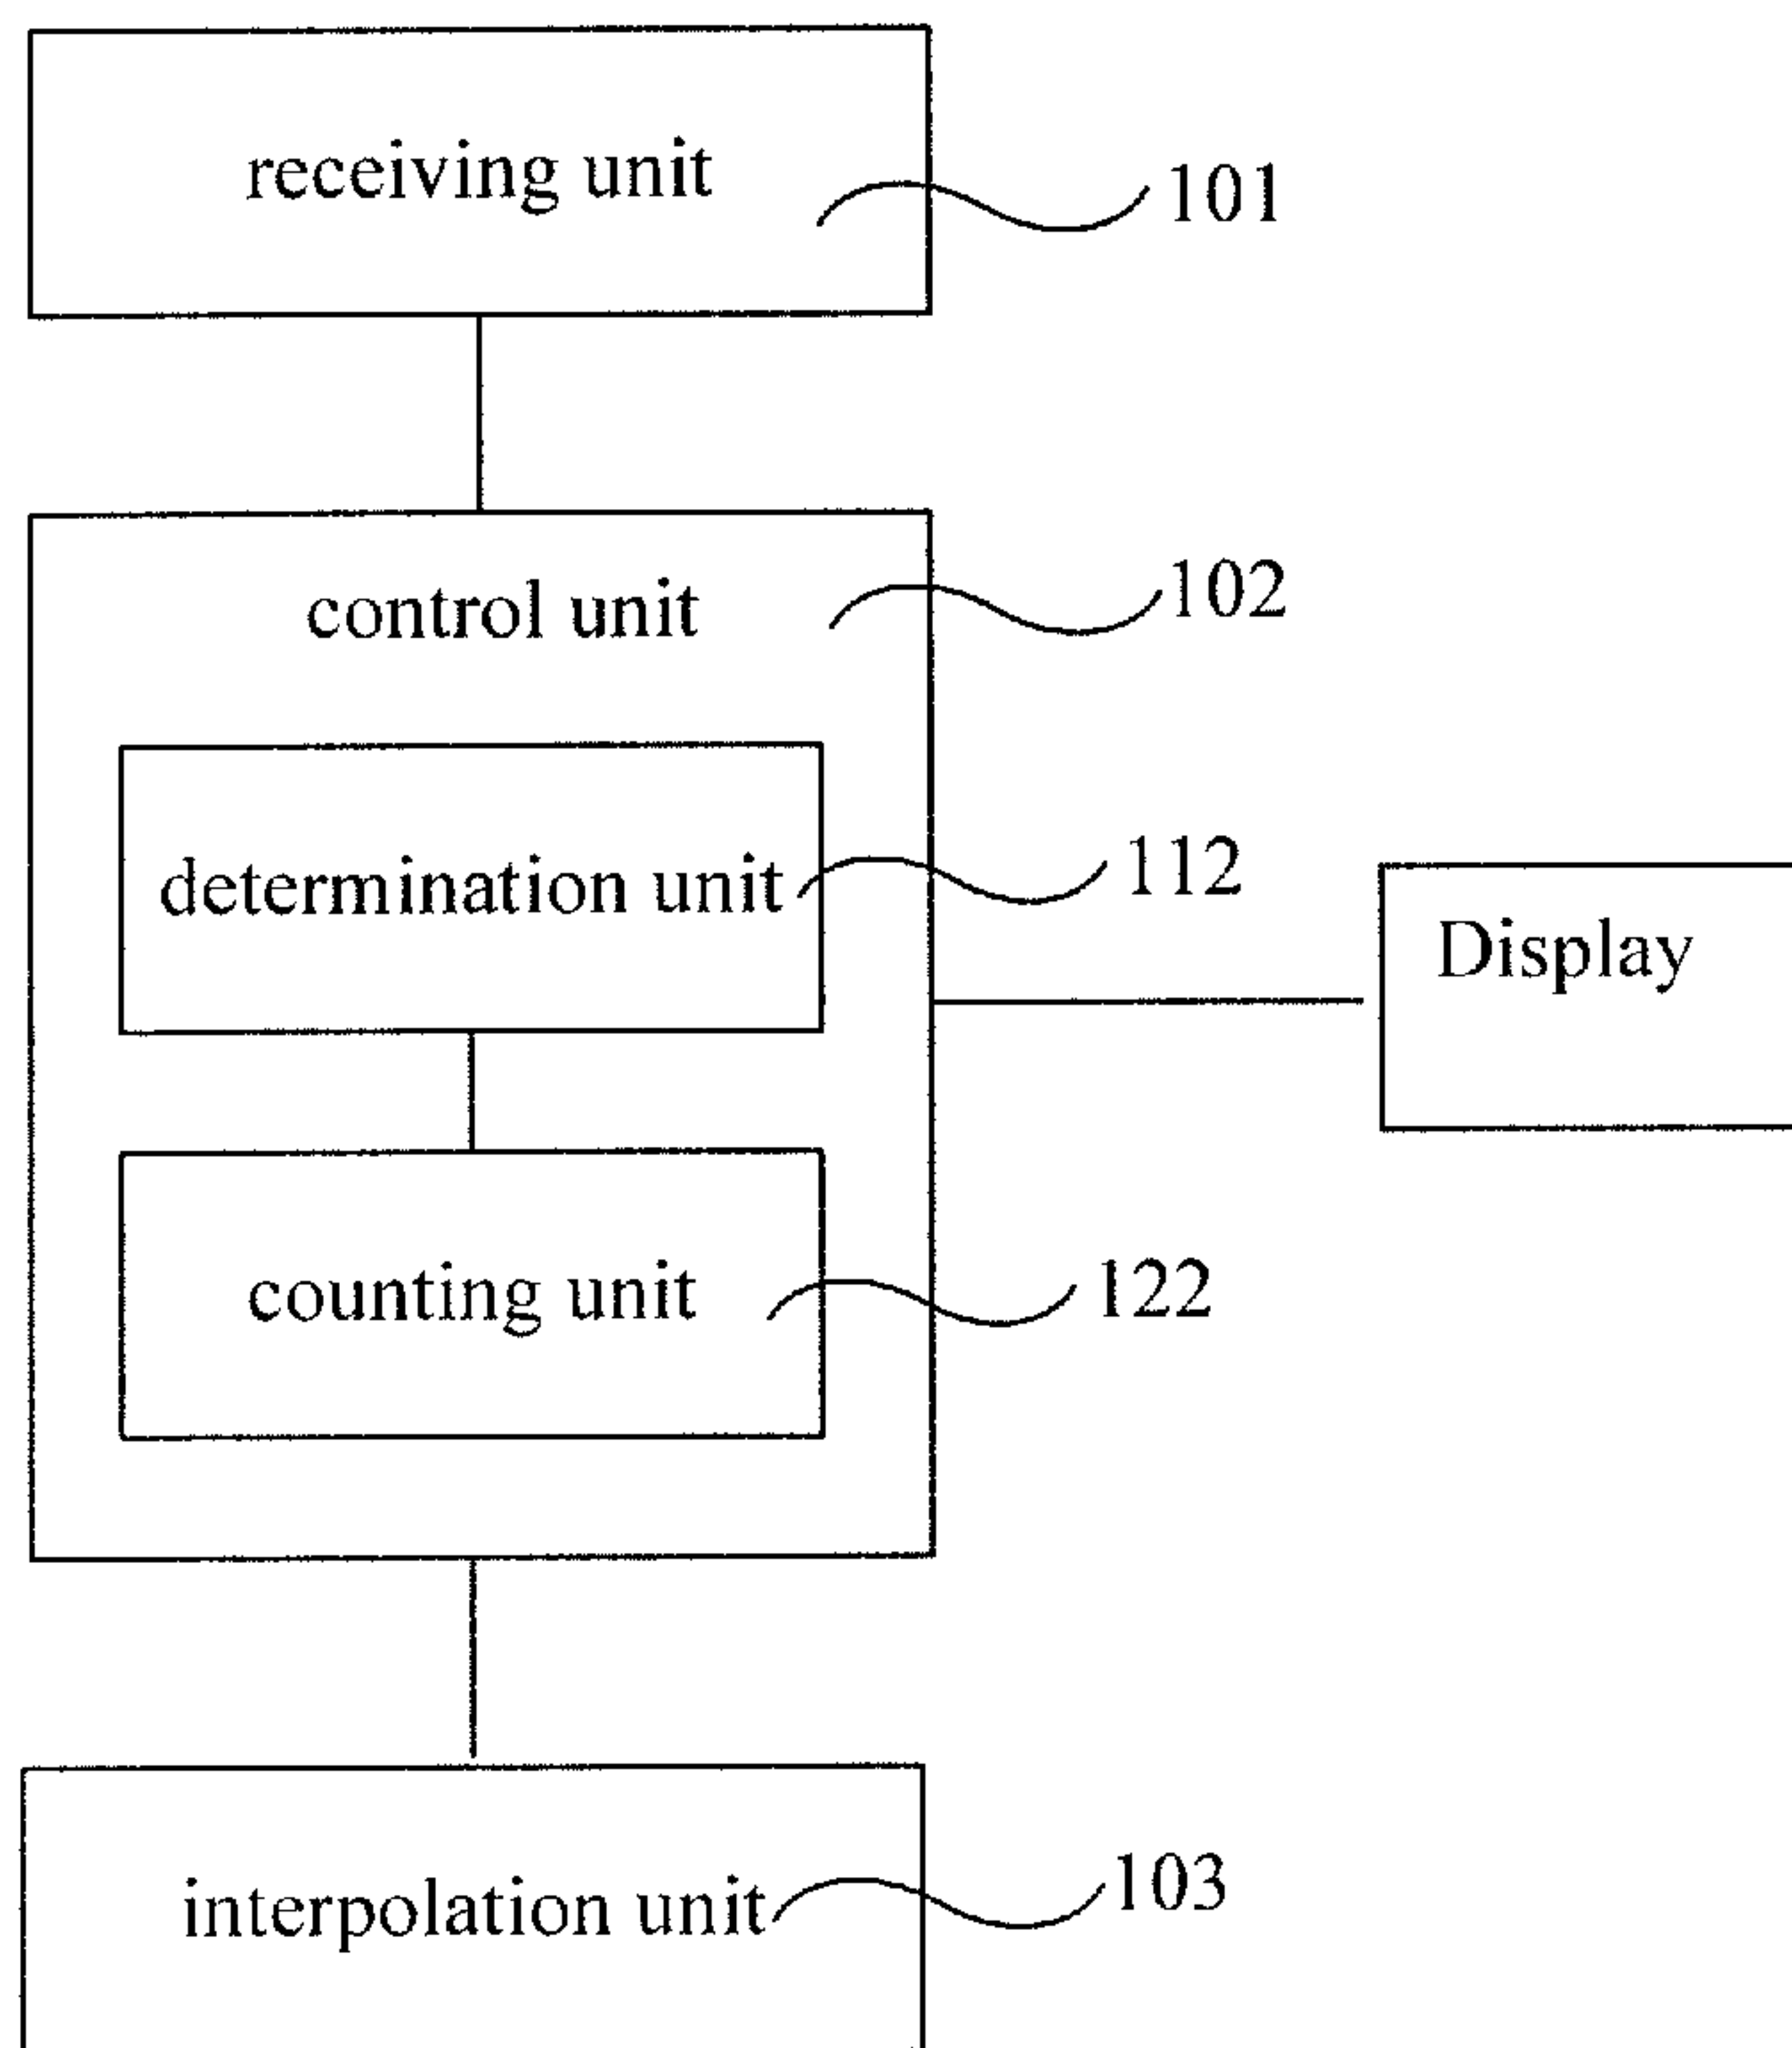 receiving unit
101
control unit
102
determination unit
112
Display
counting unit
122
interpolation unit
103